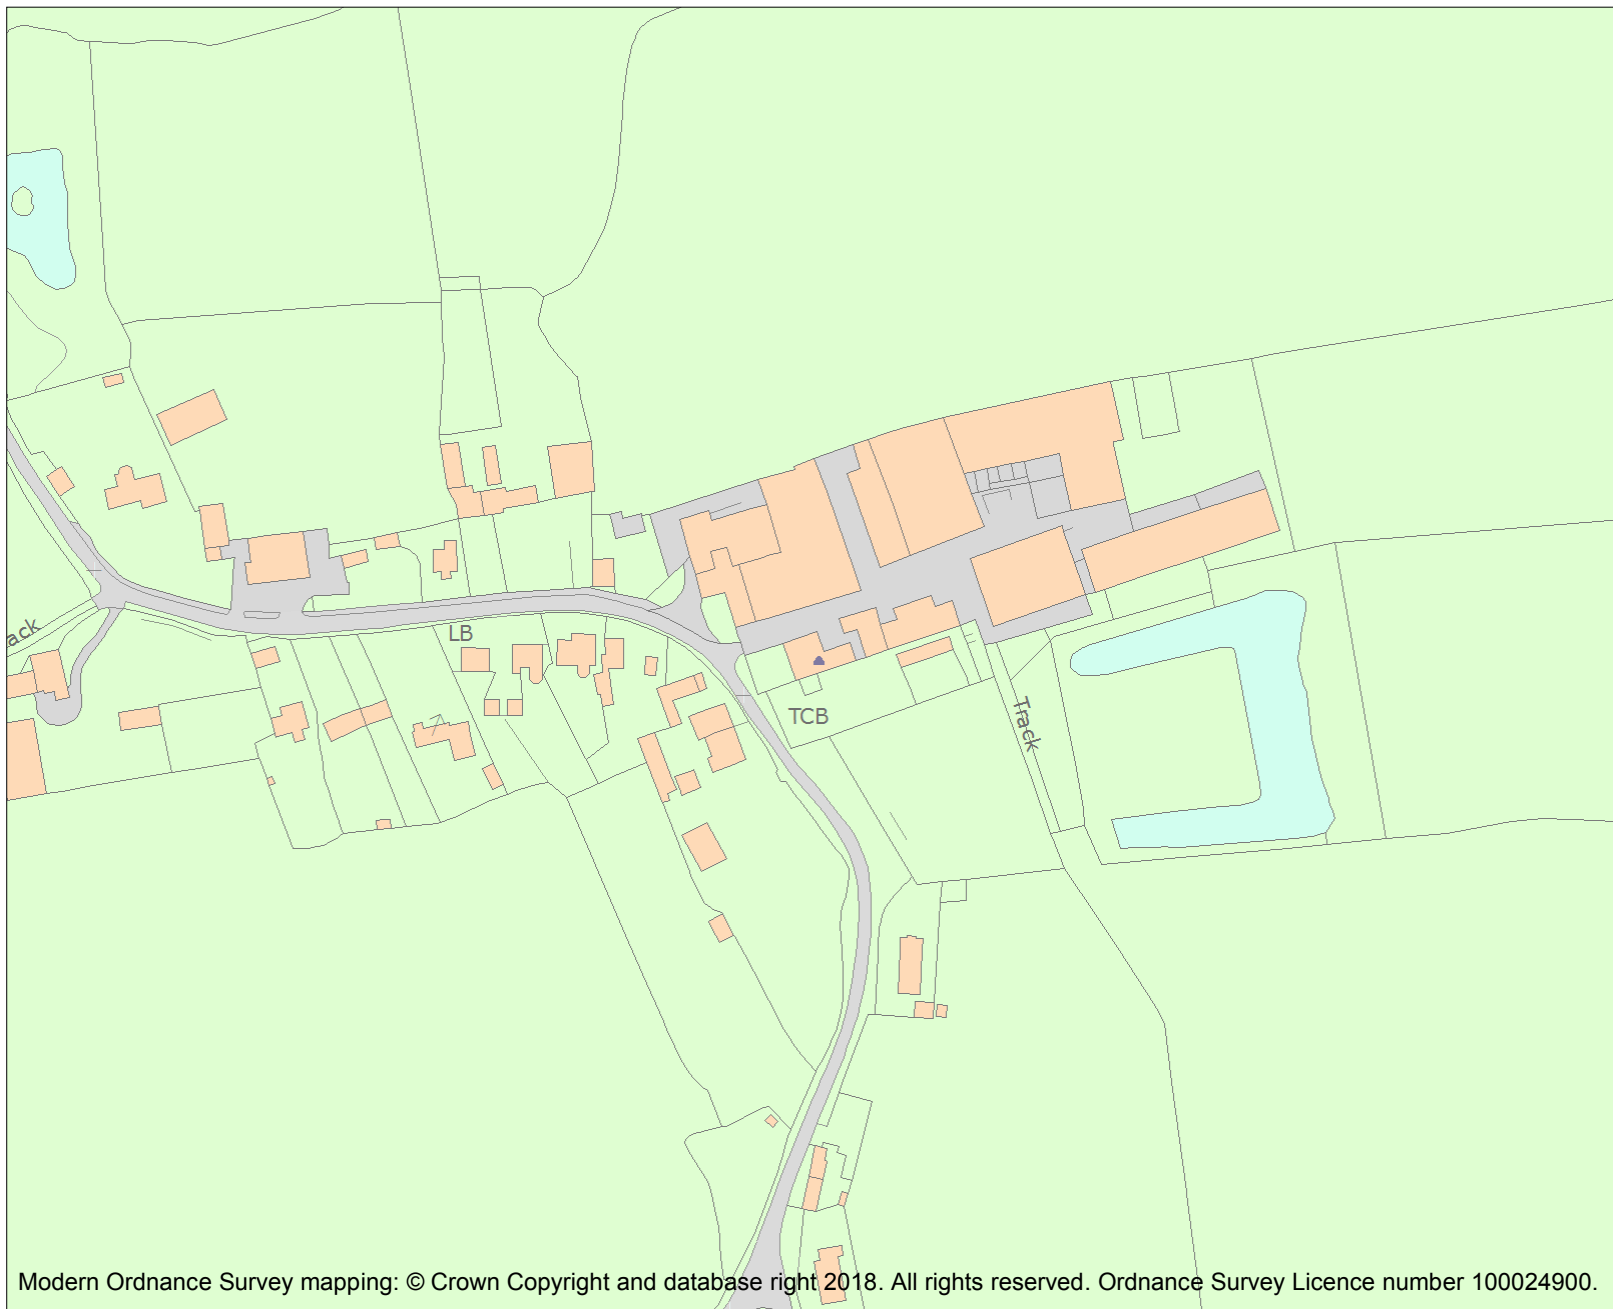 ack
LB
TCB
Track
Modern Ordnance Survey mapping: © Crown Copyright and database right 2018. All rights reserved. Ordnance Survey Licence number 100024900.